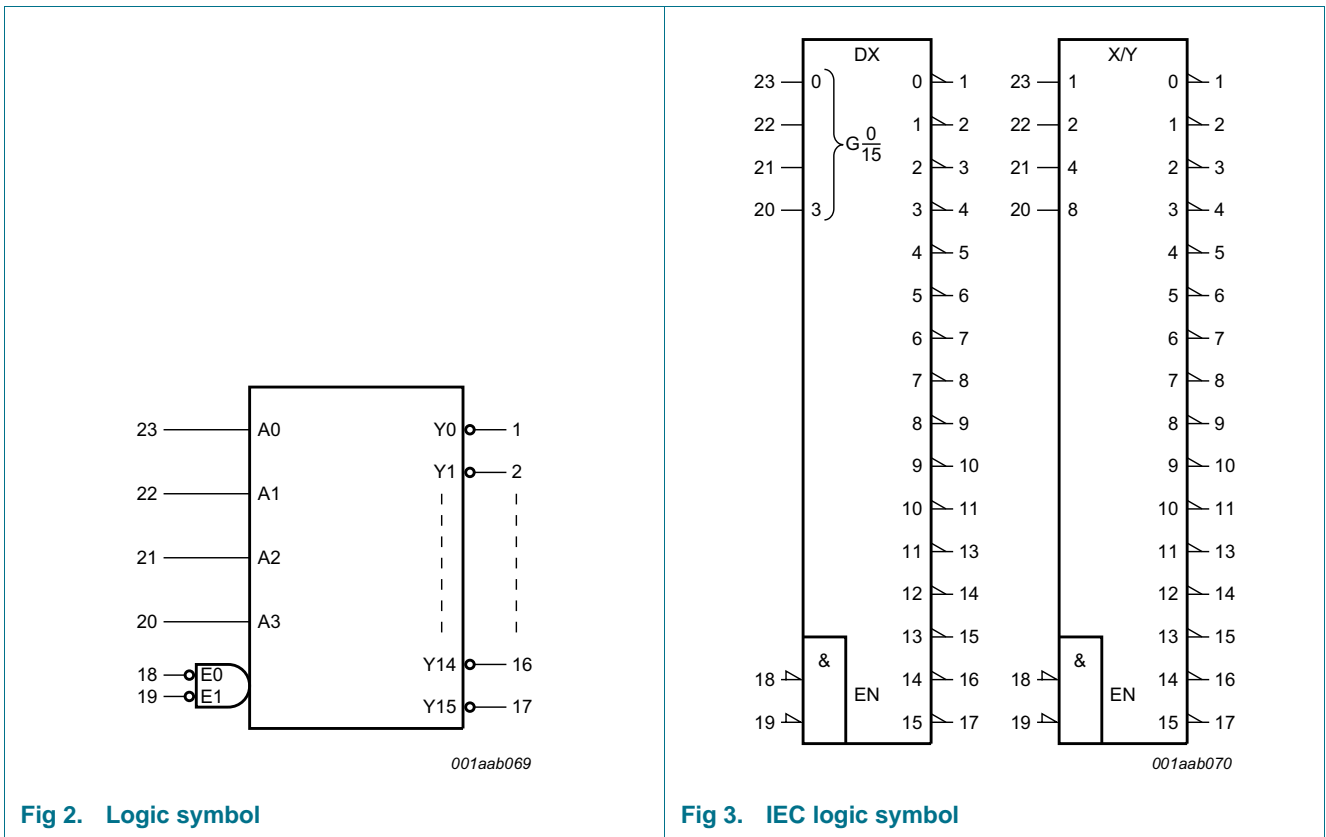 23 A0 Y0 1
Y1 2
22 A1
21 A2
20 A3
Y14 16
18 E0
19 E1
Y15 17
001aab069
Fig 2. Logic symbol
DX X/Y
23 0 0 1 23 1 0 1
22 1 2 22 2 1 2
G 0
15
21 2 3 21 4 2 3
20 3 3 4 20 8 3 4
4 5 4 5
5 6 5 6
6 7 6 7
7 8 7 8
8 9 8 9
9 10 9 10
10 11 10 11
11 13 11 13
12 14 12 14
13 15 13 15
& &
18 14 16 18 14 16
EN EN
19 15 17 19 15 17
001aab070
Fig 3. IEC logic symbol